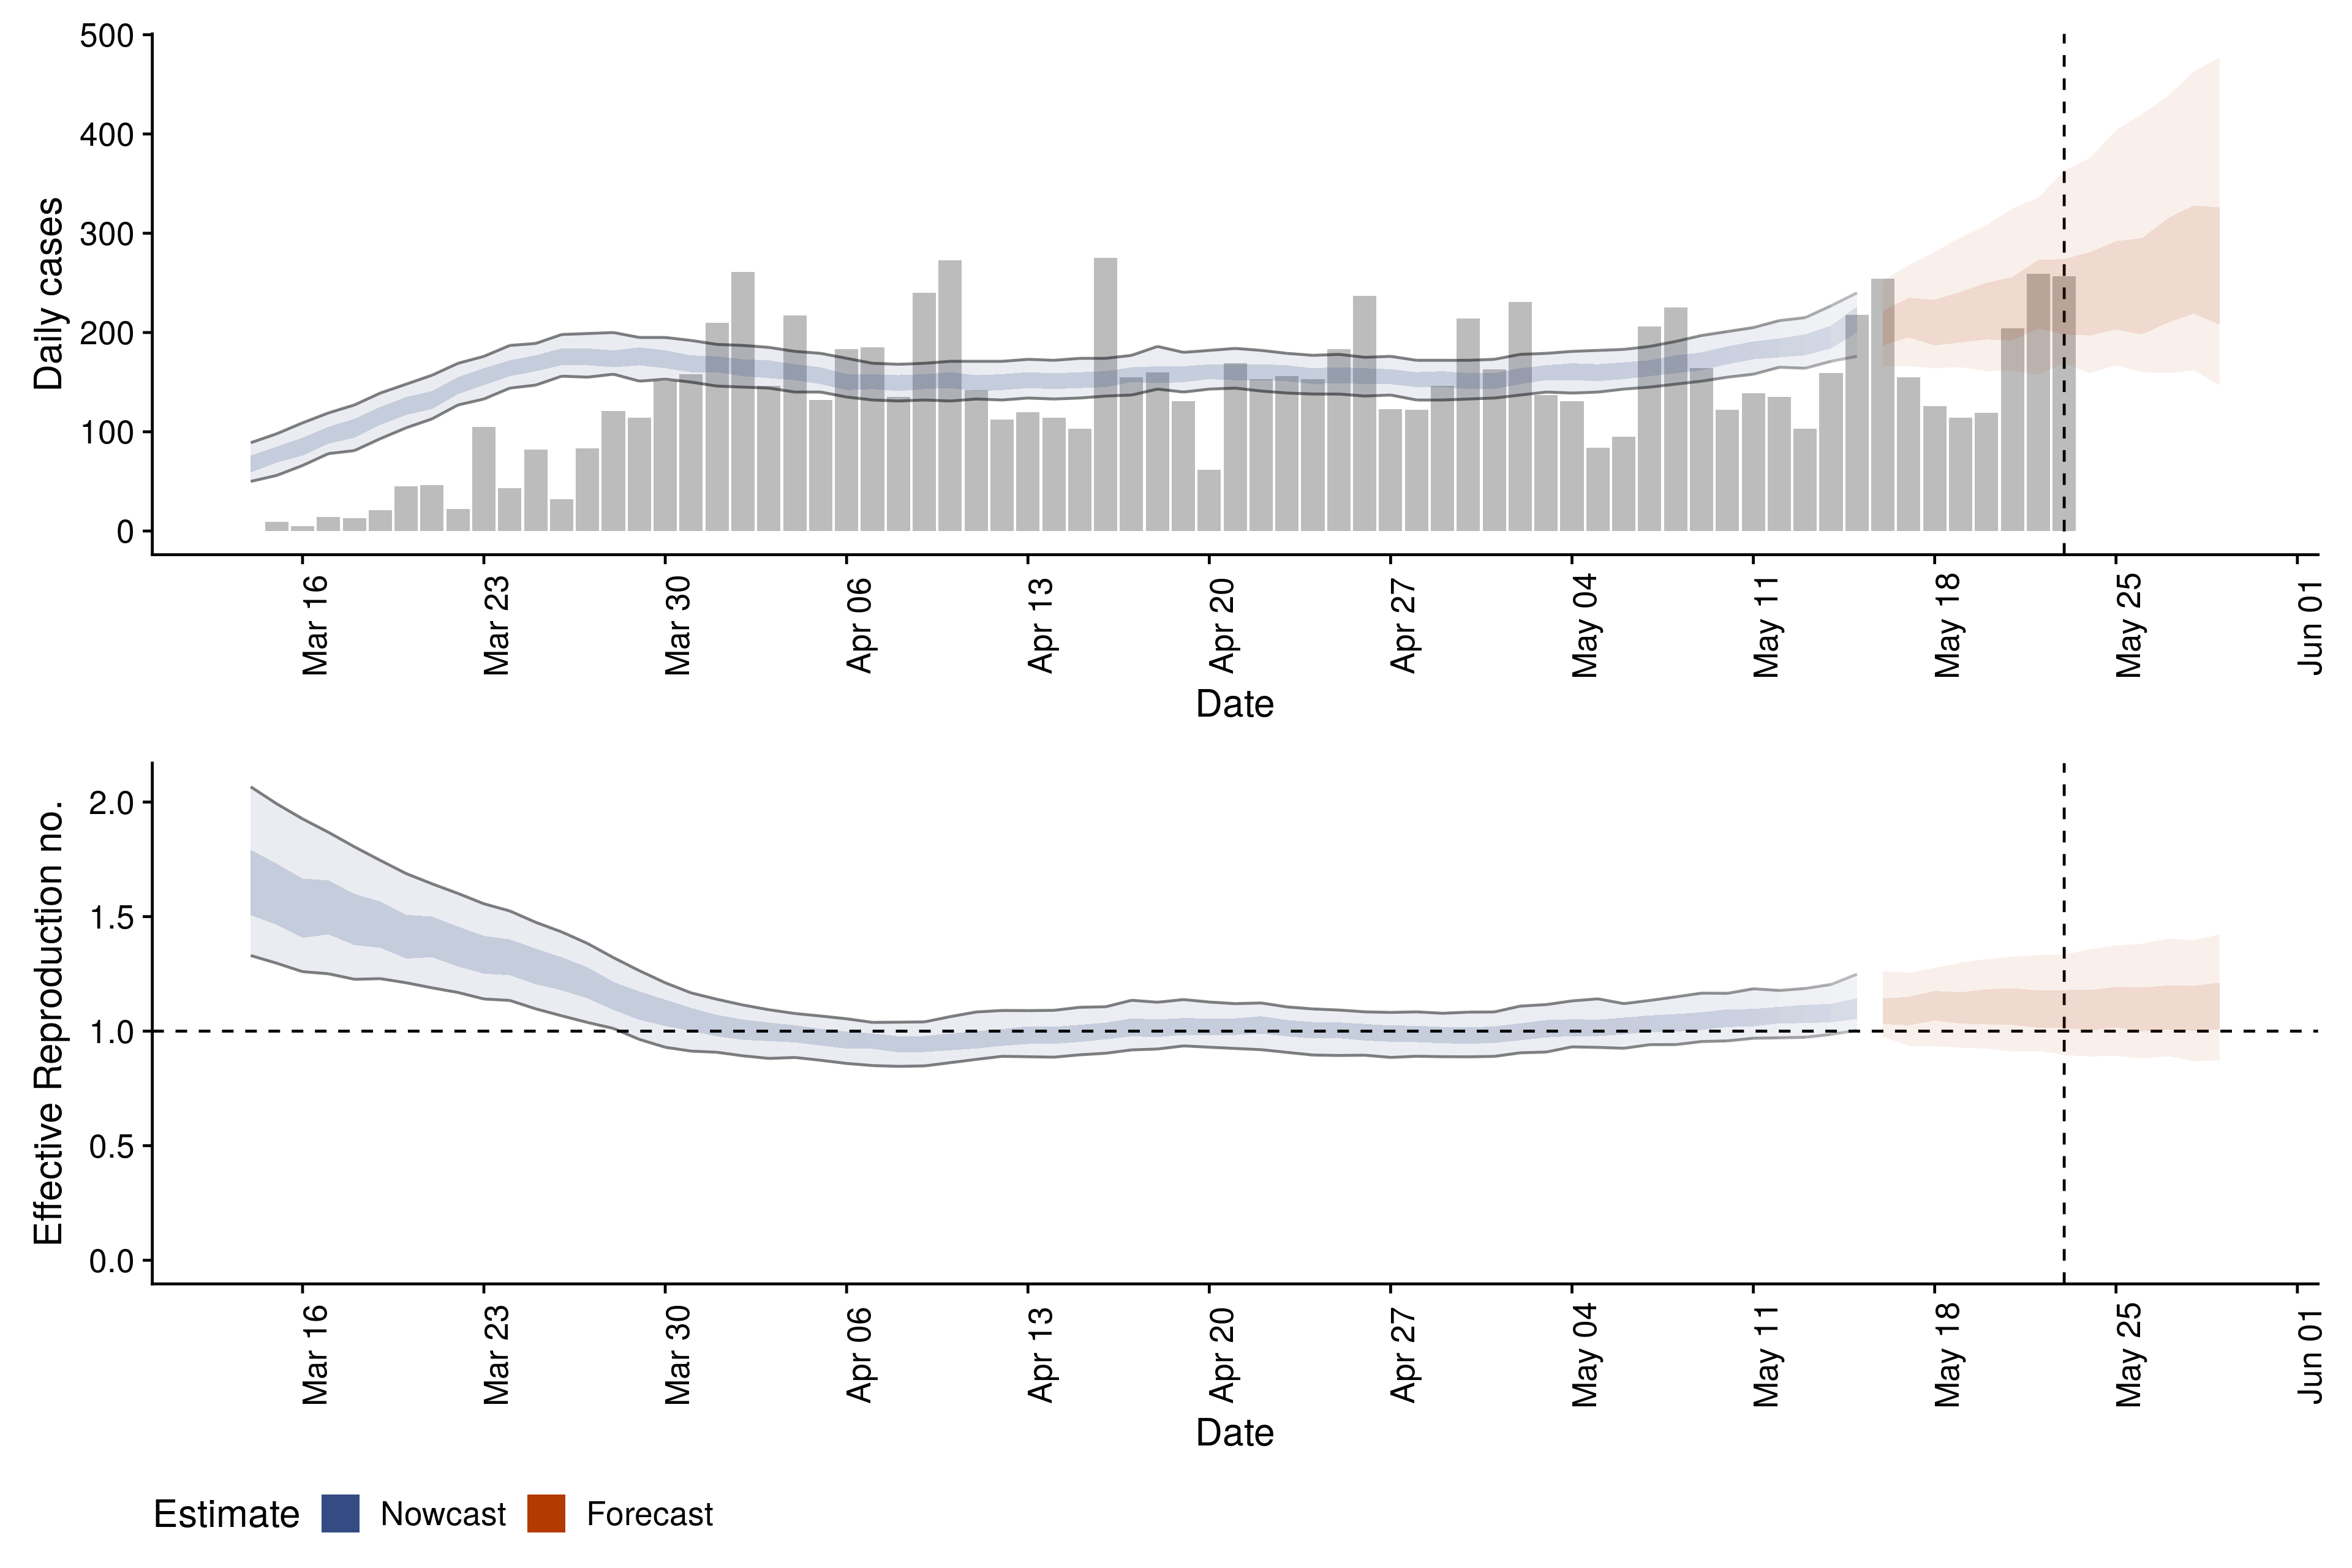 500
400
300
200
100
0
Daily cases
Mar 16
Mar 23
Mar 30
Apr 06
Apr 13
Apr 20
Apr 27
May 04
May 11
May 18
May 25
Jun 01
Date
2.0
1.5
1.0
0.5
0.0
Effective Reproduction no.
Mar 16
Mar 23
Mar 30
Apr 06
Apr 13
Apr 20
Apr 27
May 04
May 11
May 18
May 25
Jun 01
Date
Estimate Nowcast Forecast